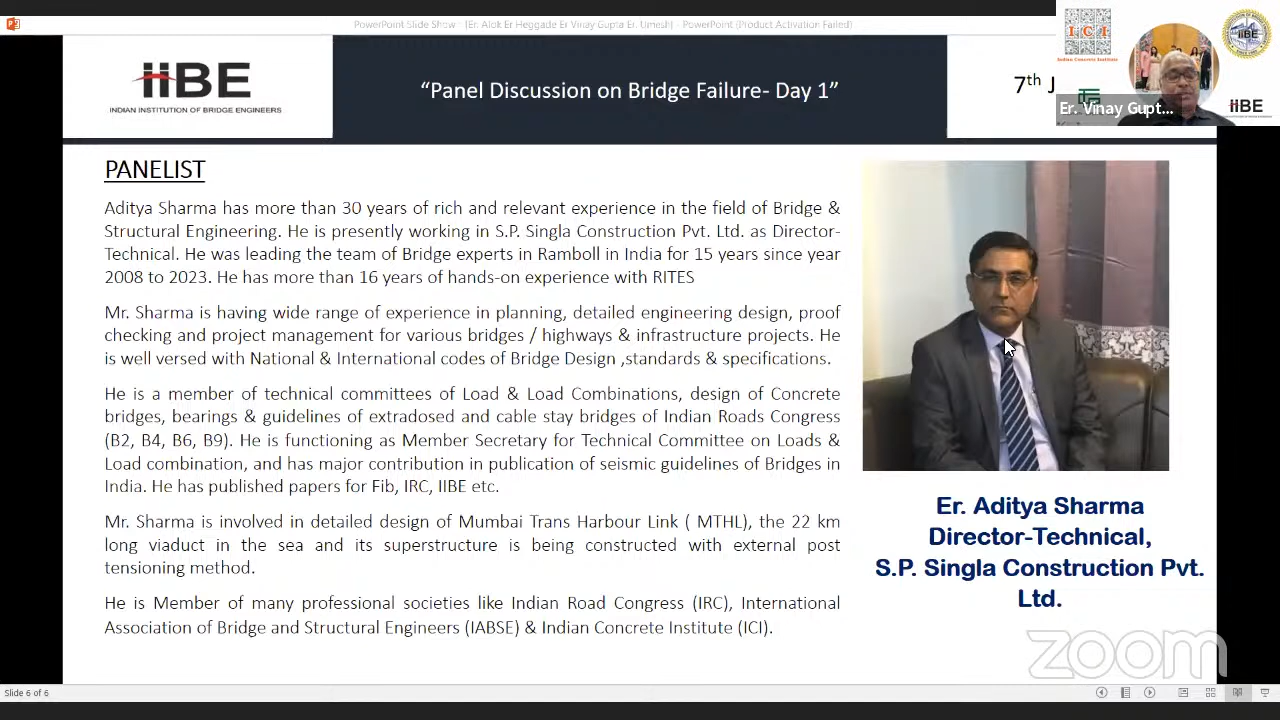 PowerPoint Slide Show - [Er. Alok Er Heggade Er Vinay Gupta Er. Umesh] - PowerPoint (Product Activation Failed)
iiBE
INDIAN INSTITUTION OF BRIDGE ENGINEERS
“Panel Discussion on Bridge Failure- Day 1”
7th J
ICI
Indian Concrete Institute
IIBE
Er. Vinay Gupt...
iiBE
PANELIST
Aditya Sharma has more than 30 years of rich and relevant experience in the field of Bridge &
Structural Engineering. He is presently working in S.P. Singla Construction Pvt. Ltd. as Director-
Technical. He was leading the team of Bridge experts in Ramboll in India for 15 years since year
2008 to 2023. He has more than 16 years of hands-on experience with RITES
Mr. Sharma is having wide range of experience in planning, detailed engineering design, proof
checking and project management for various bridges / highways & infrastructure projects. He
is well versed with National & International codes of Bridge Design ,standards & specifications.
He is a member of technical committees of Load & Load Combinations, design of Concrete
bridges, bearings & guidelines of extradosed and cable stay bridges of Indian Roads Congress
(B2, B4, B6, B9). He is functioning as Member Secretary for Technical Committee on Loads &
Load combination, and has major contribution in publication of seismic guidelines of Bridges in
India. He has published papers for Fib, IRC, IIBE etc.
Mr. Sharma is involved in detailed design of Mumbai Trans Harbour Link ( MTHL), the 22 km
long viaduct in the sea and its superstructure is being constructed with external post
tensioning method.
He is Member of many professional societies like Indian Road Congress (IRC), International
Association of Bridge and Structural Engineers (IABSE) & Indian Concrete Institute (ICI).
Er. Aditya Sharma
Director-Technical,
S.P. Singla Construction Pvt.
Ltd.
zoom
Slide 6 of 6